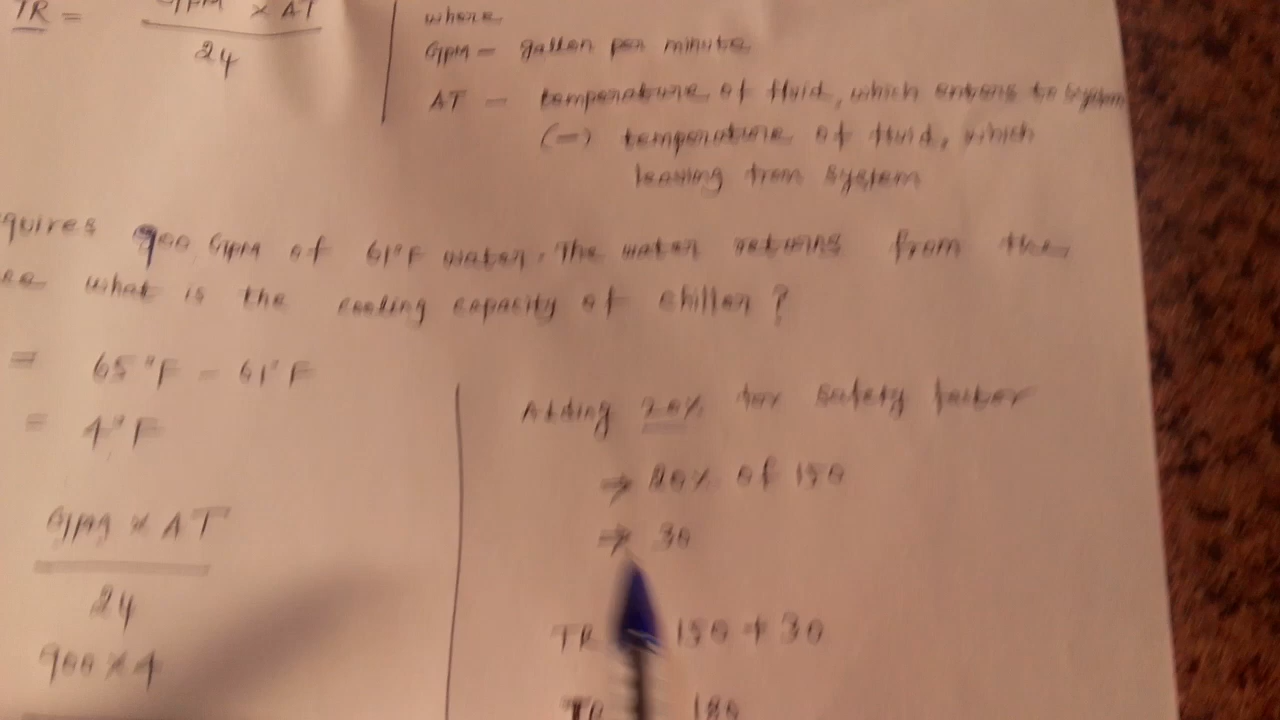 TR = GPM × ΔT
24
where
GPM – gallon per minute
ΔT – temperature of fluid, which enters to system
(–) temperature of fluid, which
leaving from system
quires 900 GPM of 61°F water. The water returns from the
what is the cooling capacity of chiller?
= 65°F – 61°F
= 4°F
GPM × ΔT
24
900 × 4
Adding 20% for safety factor
⇒ 20% of 150
⇒ 30
TR 150 + 30
TR 180